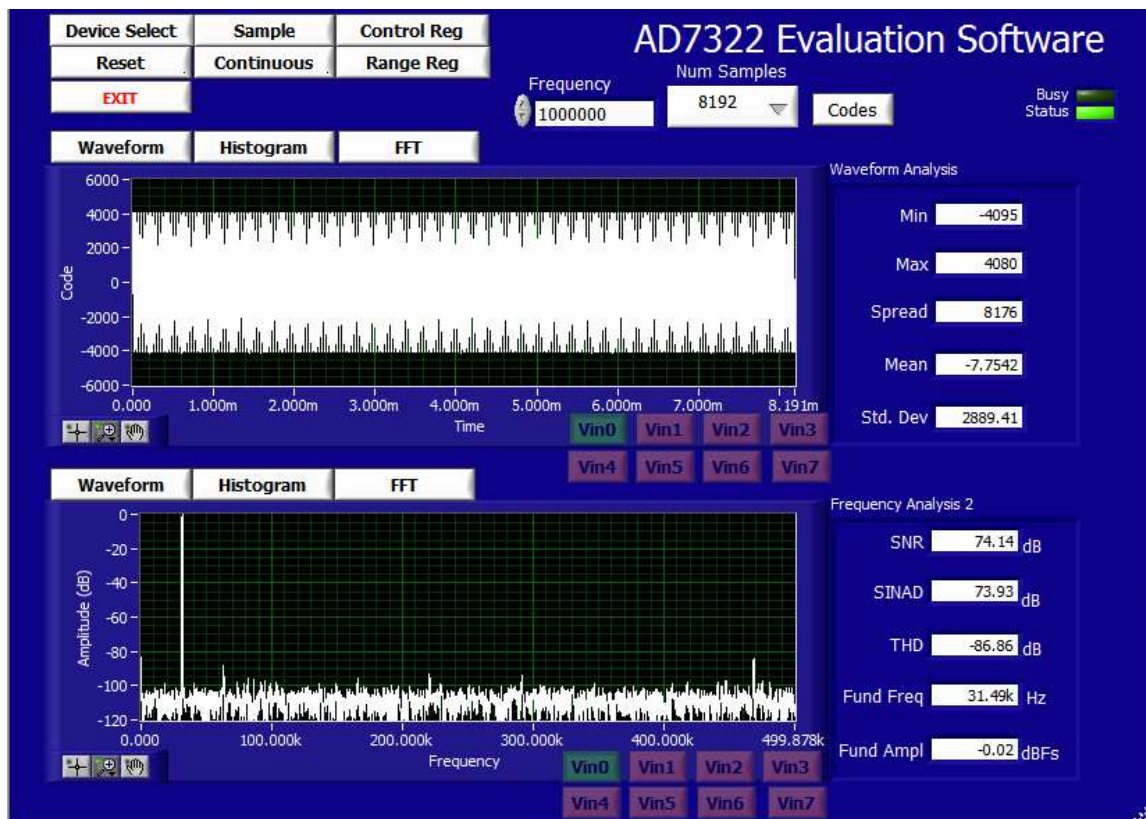 Device Select Sample Control Reg
AD7322 Evaluation Software
Reset Continuous Range Reg
EXIT
Frequency
1000000
Num Samples
8192
Codes
Busy
Status
Waveform Histogram FFT
Code
6000
4000
2000
0
-2000
-4000
-6000
0.000 1.000m 2.000m 3.000m 4.000m 5.000m 6.000m 7.000m 8.191m
Time
Vin0 Vin1 Vin2 Vin3
Vin4 Vin5 Vin6 Vin7
Waveform Analysis
Min -4095
Max 4080
Spread 8176
Mean -7.7542
Std. Dev 2889.41
Waveform Histogram FFT
Amplitude (dB)
0
-20
-40
-60
-80
-100
-120
0.000 100.000k 200.000k 300.000k 400.000k 499.878k
Frequency
Vin0 Vin1 Vin2 Vin3
Vin4 Vin5 Vin6 Vin7
Frequency Analysis 2
SNR 74.14 dB
SINAD 73.93 dB
THD -86.86 dB
Fund Freq 31.49k Hz
Fund Ampl -0.02 dBFs